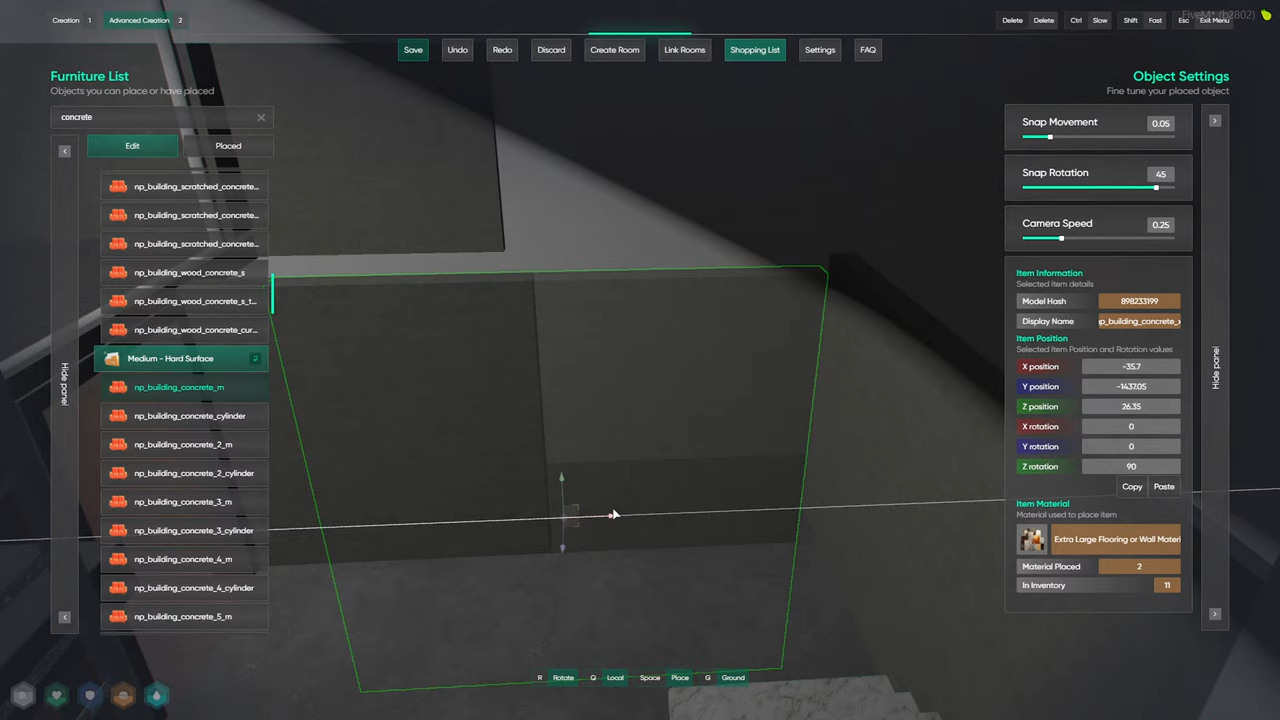 Creation 1 Advanced Creation 2
FiveM* (b2802)
Delete Delete Ctrl Slow Shift Fast Esc Exit Menu
Save Undo Redo Discard Create Room Link Rooms Shopping List Settings FAQ
Furniture List
Objects you can place or have placed
concrete
Edit Placed
np_building_scratched_concrete...
np_building_scratched_concrete...
np_building_scratched_concrete...
np_building_wood_concrete_s
np_building_wood_concrete_s_t...
np_building_wood_concrete_cur...
Medium - Hard Surface
np_building_concrete_m
np_building_concrete_cylinder
np_building_concrete_2_m
np_building_concrete_2_cylinder
np_building_concrete_3_m
np_building_concrete_3_cylinder
np_building_concrete_4_m
np_building_concrete_4_cylinder
np_building_concrete_5_m
Hide panel
Object Settings
Fine tune your placed object
Snap Movement 0.05
Snap Rotation 45
Camera Speed 0.25
Item Information
Selected item details
Model Hash 898233199
Display Name p_building_concrete_x
Item Position
Selected item Position and Rotation values
X position -35.7
Y position -1437.05
Z position 26.35
X rotation 0
Y rotation 0
Z rotation 90
Copy Paste
Item Material
Material used to place item
Extra Large Flooring or Wall Materi
Material Placed 2
In Inventory 11
Hide panel
R Rotate Q Local Space Place G Ground